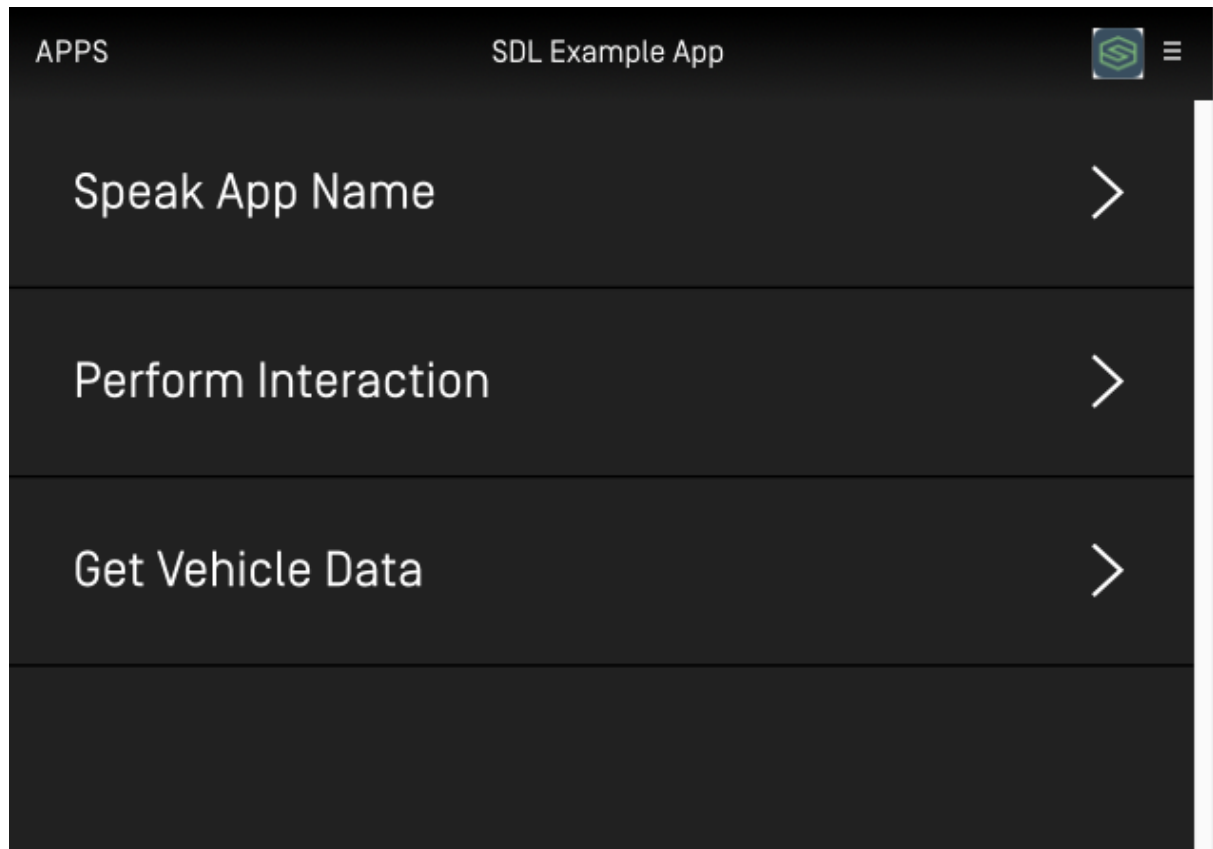 APPS SDL Example App
Speak App Name
Perform Interaction
Get Vehicle Data